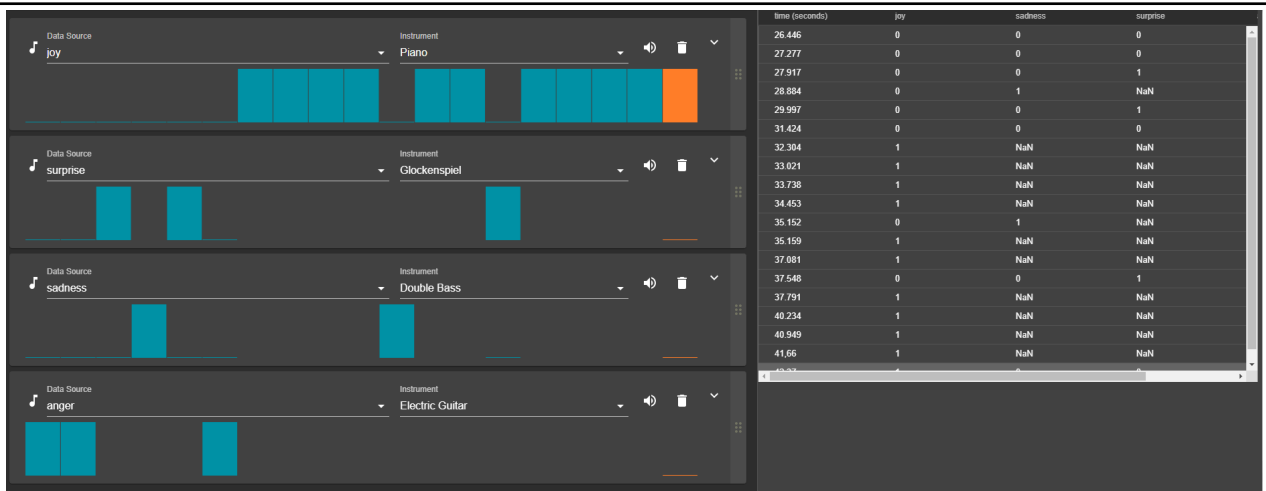 Data Source Instrument
joy Piano
Data Source Instrument
surprise Glockenspiel
Data Source Instrument
sadness Double Bass
Data Source Instrument
anger Electric Guitar
time (seconds) joy sadness surprise
26.446 0 0 0
27.277 0 0 0
27.917 0 0 1
28.884 0 1 NaN
29.997 0 0 1
31.424 0 0 0
32.304 1 NaN NaN
33.021 1 NaN NaN
33.738 1 NaN NaN
34.453 1 NaN NaN
35.152 0 1 NaN
35.159 1 NaN NaN
37.081 1 NaN NaN
37.548 0 0 1
37.791 1 NaN NaN
40.234 1 NaN NaN
40.949 1 NaN NaN
41,66 1 NaN NaN